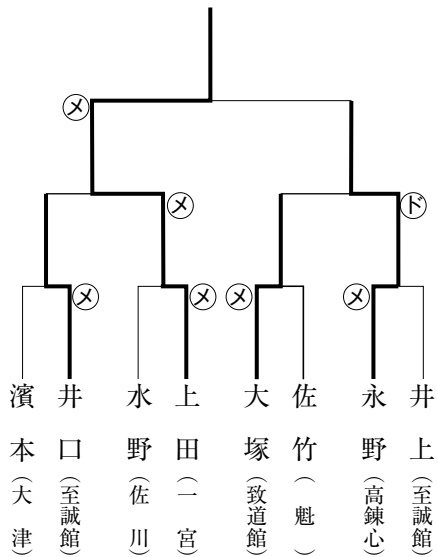 ㋱
㋱
㋣゙
㋱
㋱
㋱
㋱
濱本(大津)
井口(至誠館)
水野(佐川)
上田(一宮)
大塚(致道館)
佐竹(魁)
永野(高錬心)
井上(至誠館)